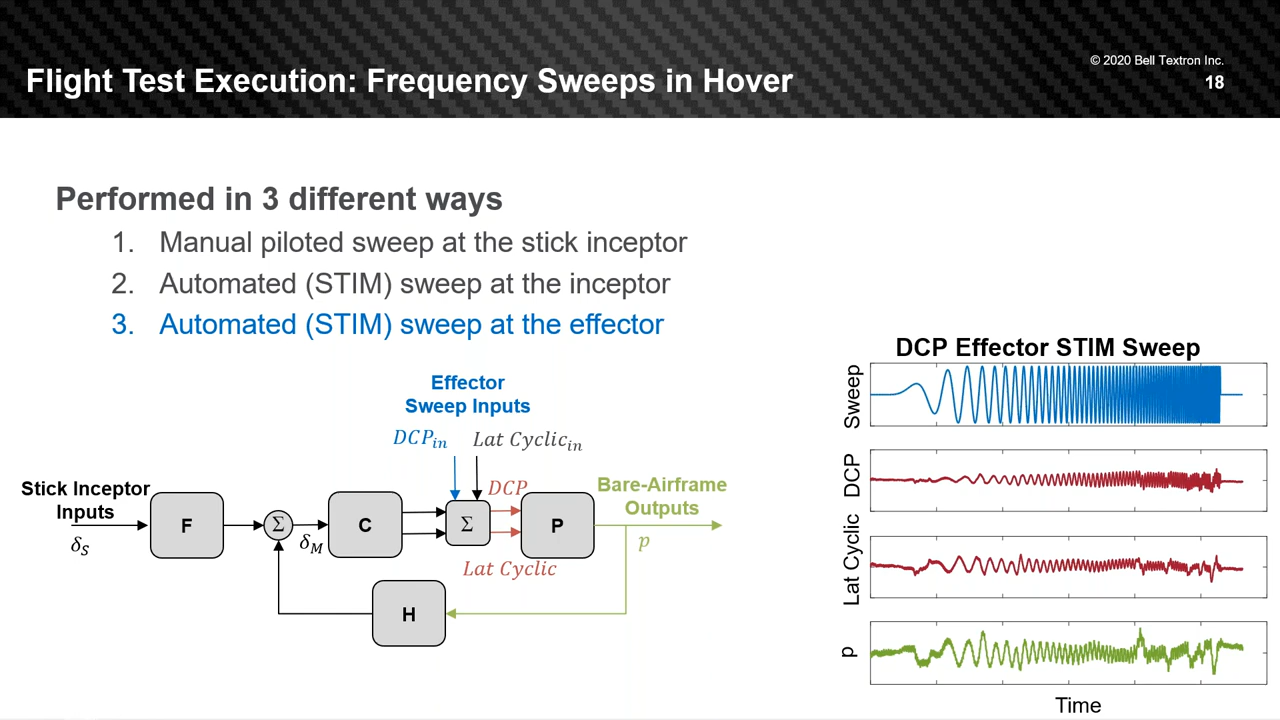 © 2020 Bell Textron Inc.
Flight Test Execution: Frequency Sweeps in Hover
18
Performed in 3 different ways
1. Manual piloted sweep at the stick inceptor
2. Automated (STIM) sweep at the inceptor
3. Automated (STIM) sweep at the effector
Effector
Sweep Inputs
DCP_in
Lat Cyclic_in
Stick Inceptor
Inputs
δ_S
F
Σ
δ_M
C
Σ
DCP
Lat Cyclic
P
Bare-Airframe
Outputs
p
H
DCP Effector STIM Sweep
Sweep
DCP
Lat Cyclic
p
Time